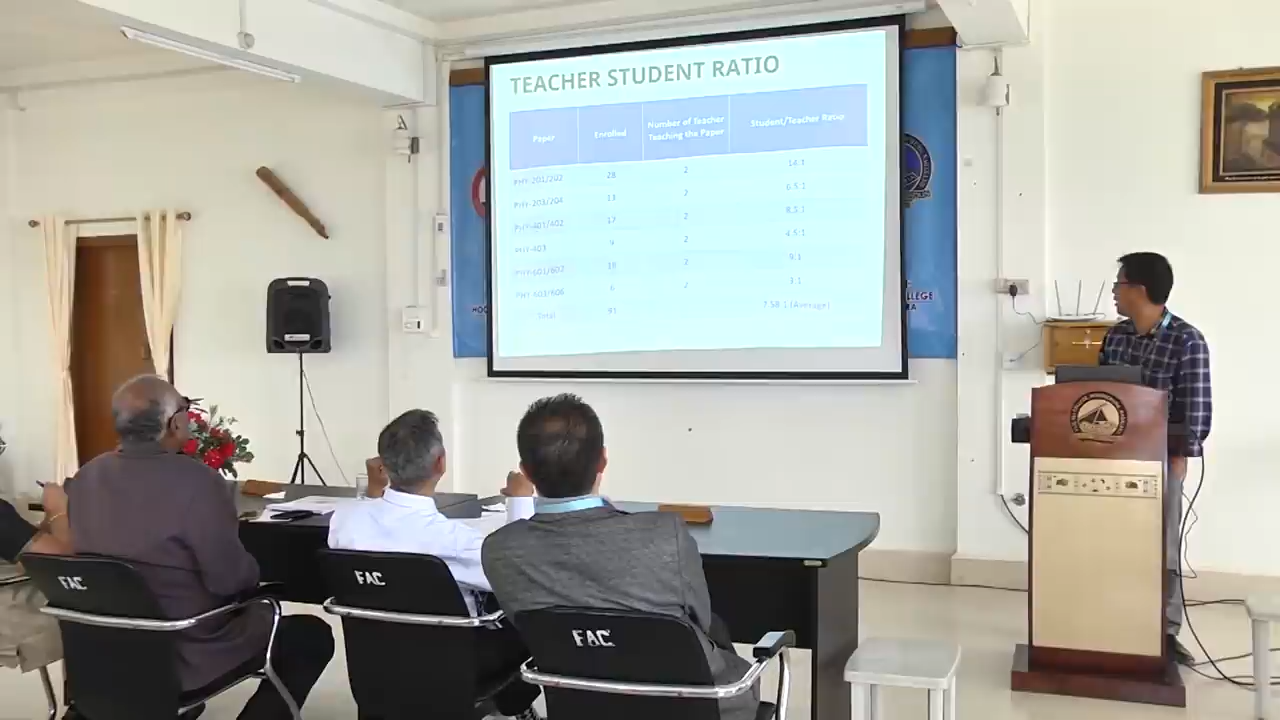 TEACHER STUDENT RATIO
Paper Enrolled Number of Teacher Teaching the Paper Student/Teacher Ratio
PHY-201/202 28 2 14:1
PHY-203/204 13 2 6.5:1
PHY-401/402 17 2 8.5:1
PHY-403 9 2 4.5:1
PHY-601/602 18 2 9:1
PHY-603/606 6 2 3:1
Total 91 7.58:1 (Average)
LLEGE
FAC
FAC
FAC